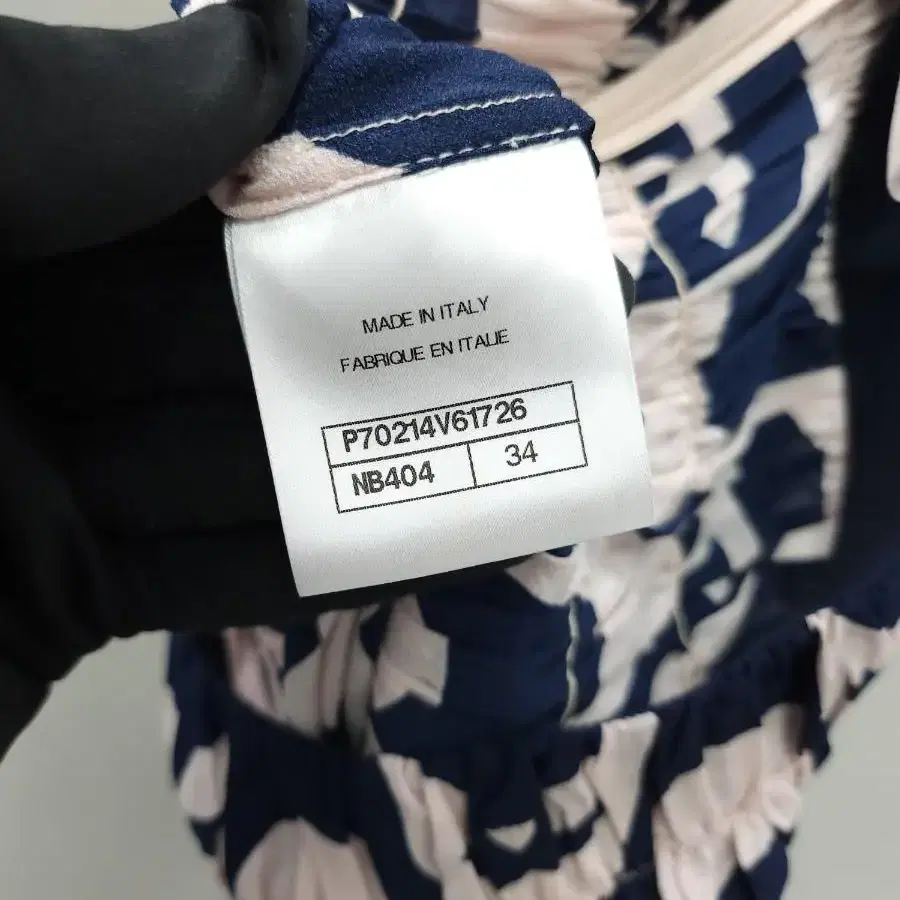 MADE IN ITALY
FABRIQUE EN ITALIE
P70214V61726
NB404 34